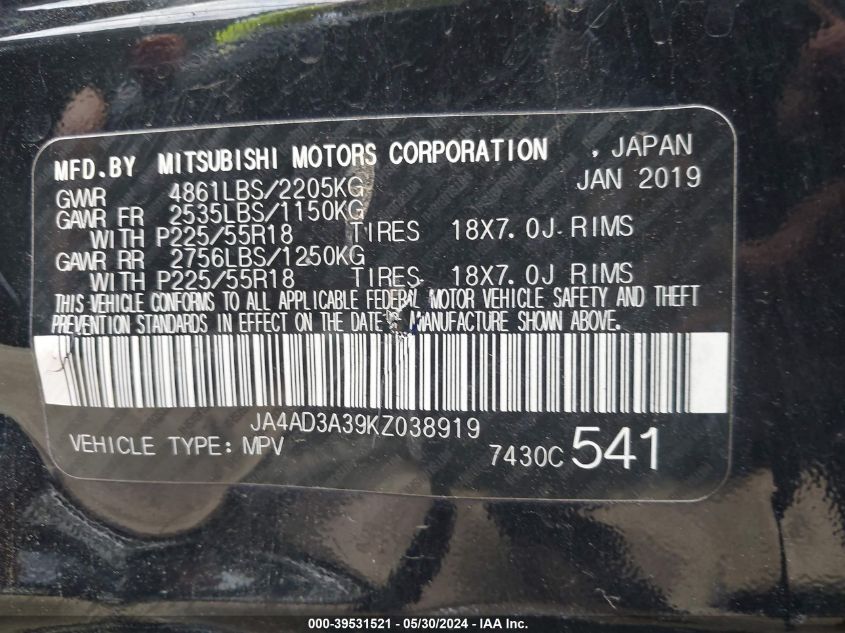 MFD.BY MITSUBISHI MOTORS CORPORATION , JAPAN
GVWR 4861LBS/2205KG JAN 2019
GAWR FR 2535LBS/1150KG
WITH P225/55R18 TIRES 18X7.0J RIMS
GAWR RR 2756LBS/1250KG
WITH P225/55R18 TIRES 18X7.0J RIMS
THIS VEHICLE CONFORMS TO ALL APPLICABLE FEDERAL MOTOR VEHICLE SAFETY AND THEFT
PREVENTION STANDARDS IN EFFECT ON THE DATE OF MANUFACTURE SHOWN ABOVE.
JA4AD3A39KZ038919
VEHICLE TYPE: MPV 7430C 541
000-39531521 - 05/30/2024 - IAA Inc.